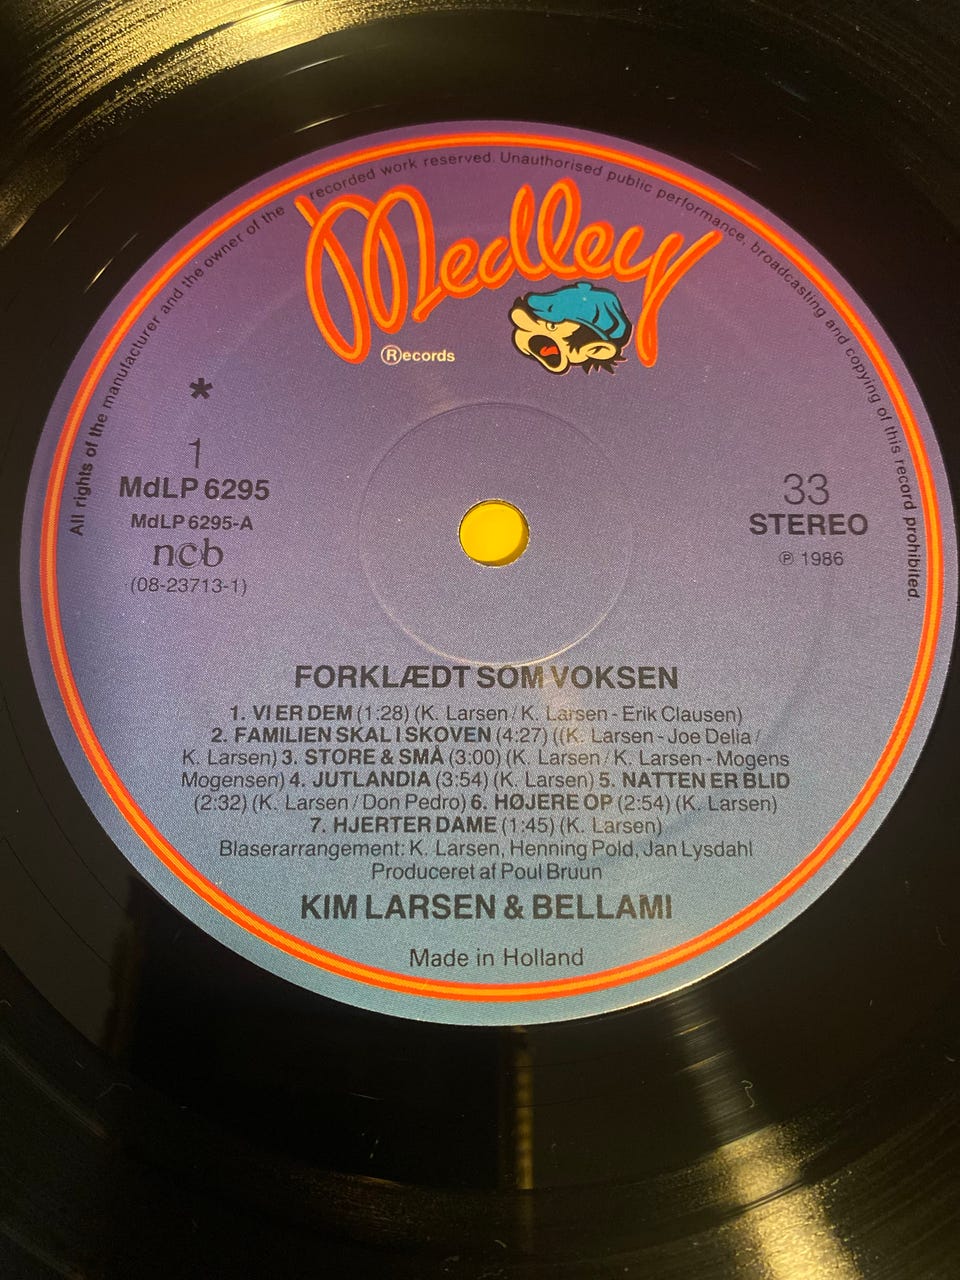 All rights of the manufacturer and the owner of the recorded work reserved. Unauthorised public performance, broadcasting and copying of this record prohibited.
Medley
Ⓡecords
*
1
MdLP 6295
MdLP 6295-A
ncb
(08-23713-1)
33
STEREO
℗ 1986
FORKLÆDT SOM VOKSEN
1. VI ER DEM (1:28) (K. Larsen / K. Larsen - Erik Clausen)
2. FAMILIEN SKAL I SKOVEN (4:27) ((K. Larsen - Joe Delia /
K. Larsen) 3. STORE & SMÅ (3:00) (K. Larsen / K. Larsen - Mogens
Mogensen) 4. JUTLANDIA (3:54) (K. Larsen) 5. NATTEN ER BLID
(2:32) (K. Larsen / Don Pedro) 6. HØJERE OP (2:54) (K. Larsen)
7. HJERTER DAME (1:45) (K. Larsen)
Blaserarrangement: K. Larsen, Henning Pold, Jan Lysdahl
Produceret af Poul Bruun
KIM LARSEN & BELLAMI
Made in Holland